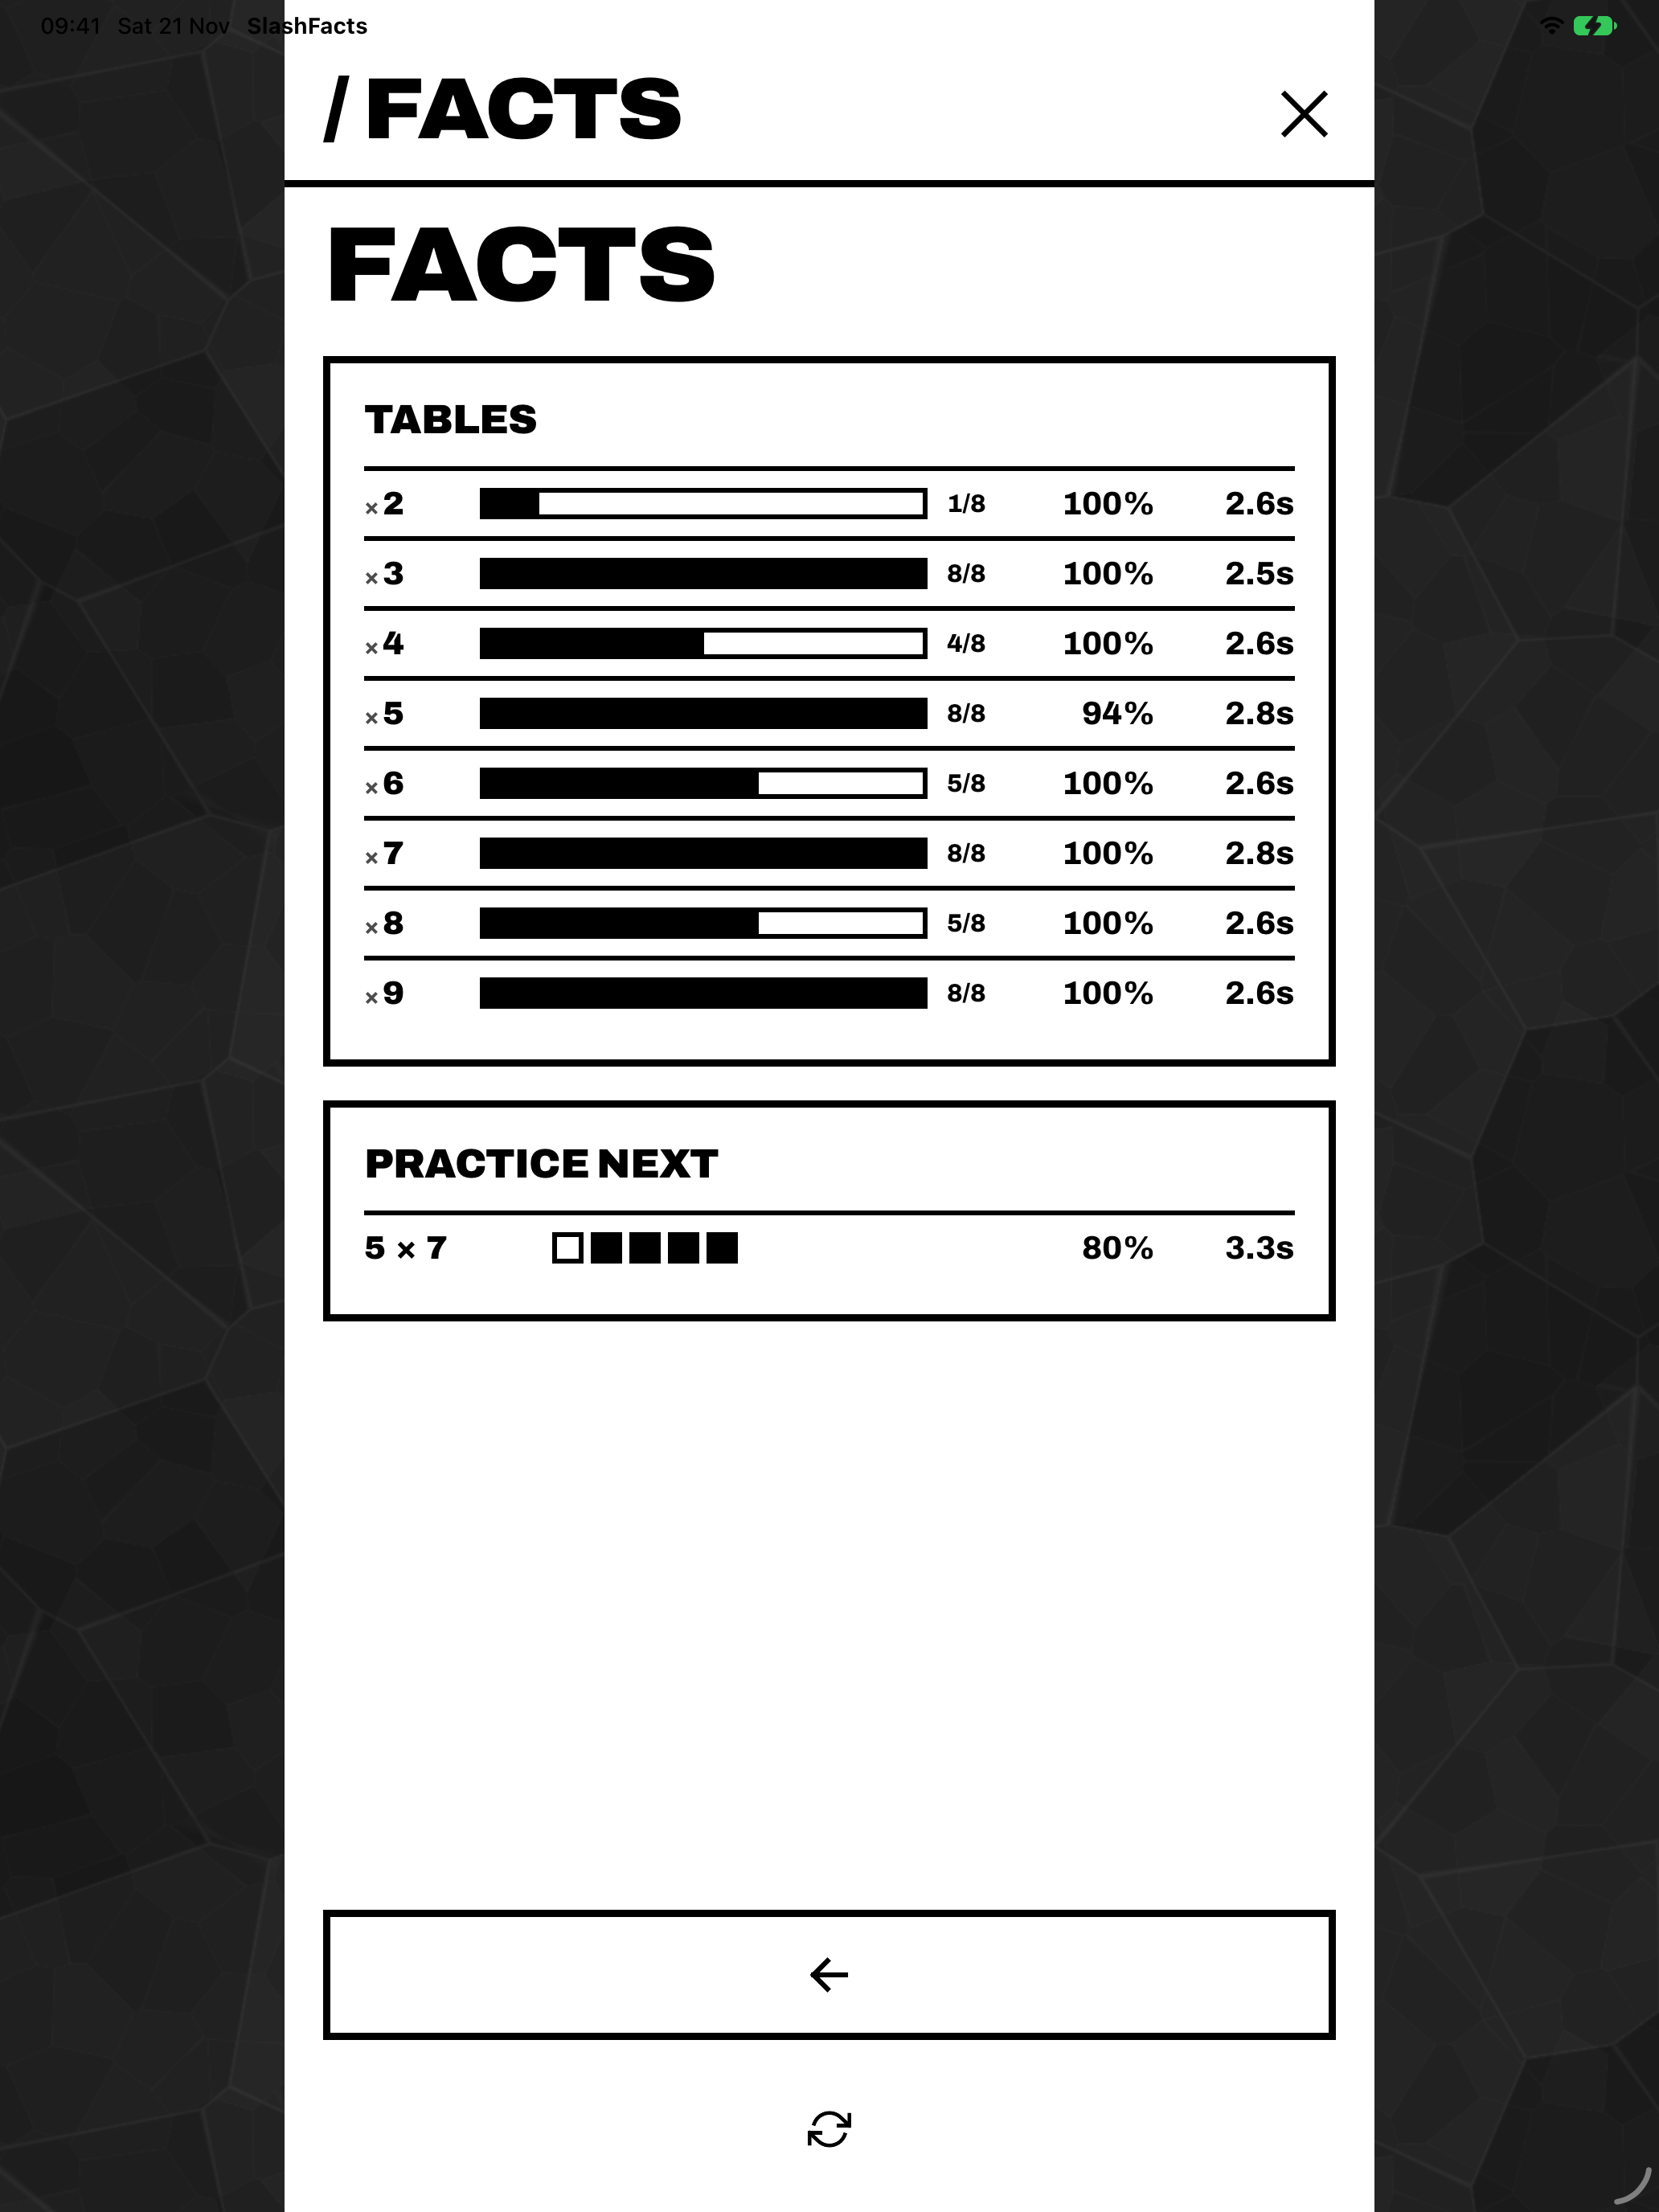 09:41 Sat 21 Nov SlashFacts
/ FACTS
FACTS
TABLES
×2 1/8 100% 2.6s
×3 8/8 100% 2.5s
×4 4/8 100% 2.6s
×5 8/8 94% 2.8s
×6 5/8 100% 2.6s
×7 8/8 100% 2.8s
×8 5/8 100% 2.6s
×9 8/8 100% 2.6s
PRACTICE NEXT
5 × 7 80% 3.3s